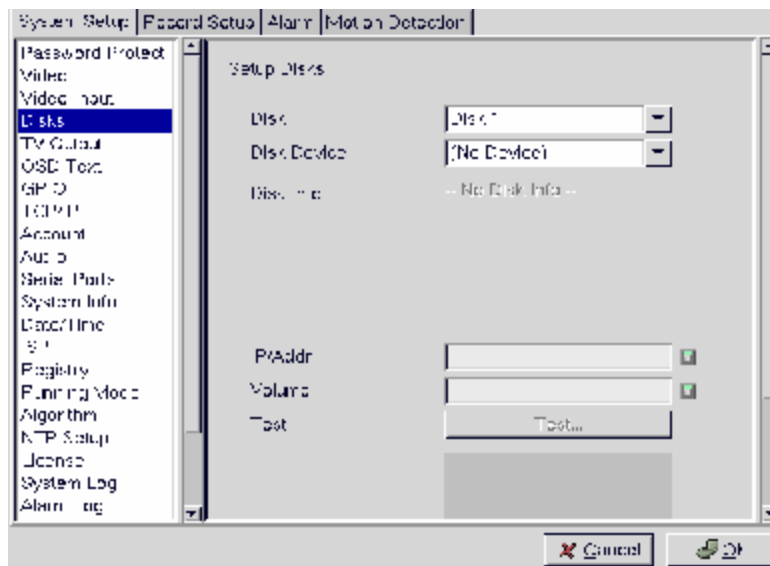 System Setup Record Setup Alarm Motion Detection
Password Protect
Video
Video Input
Disks
TV Output
OSD Text
GPIO
TCP/IP
Account
Audio
Serial Ports
System Info
Date/Time
ISP
Registry
Running Mode
Algorithm
NTP Setup
License
System Log
Alarm Log
Setup Disks
Disk Disk 1
Disk Device (No Device)
Disk Info -- No Disk Info --
IP/Addr
Volume
Test Test...
Cancel OK